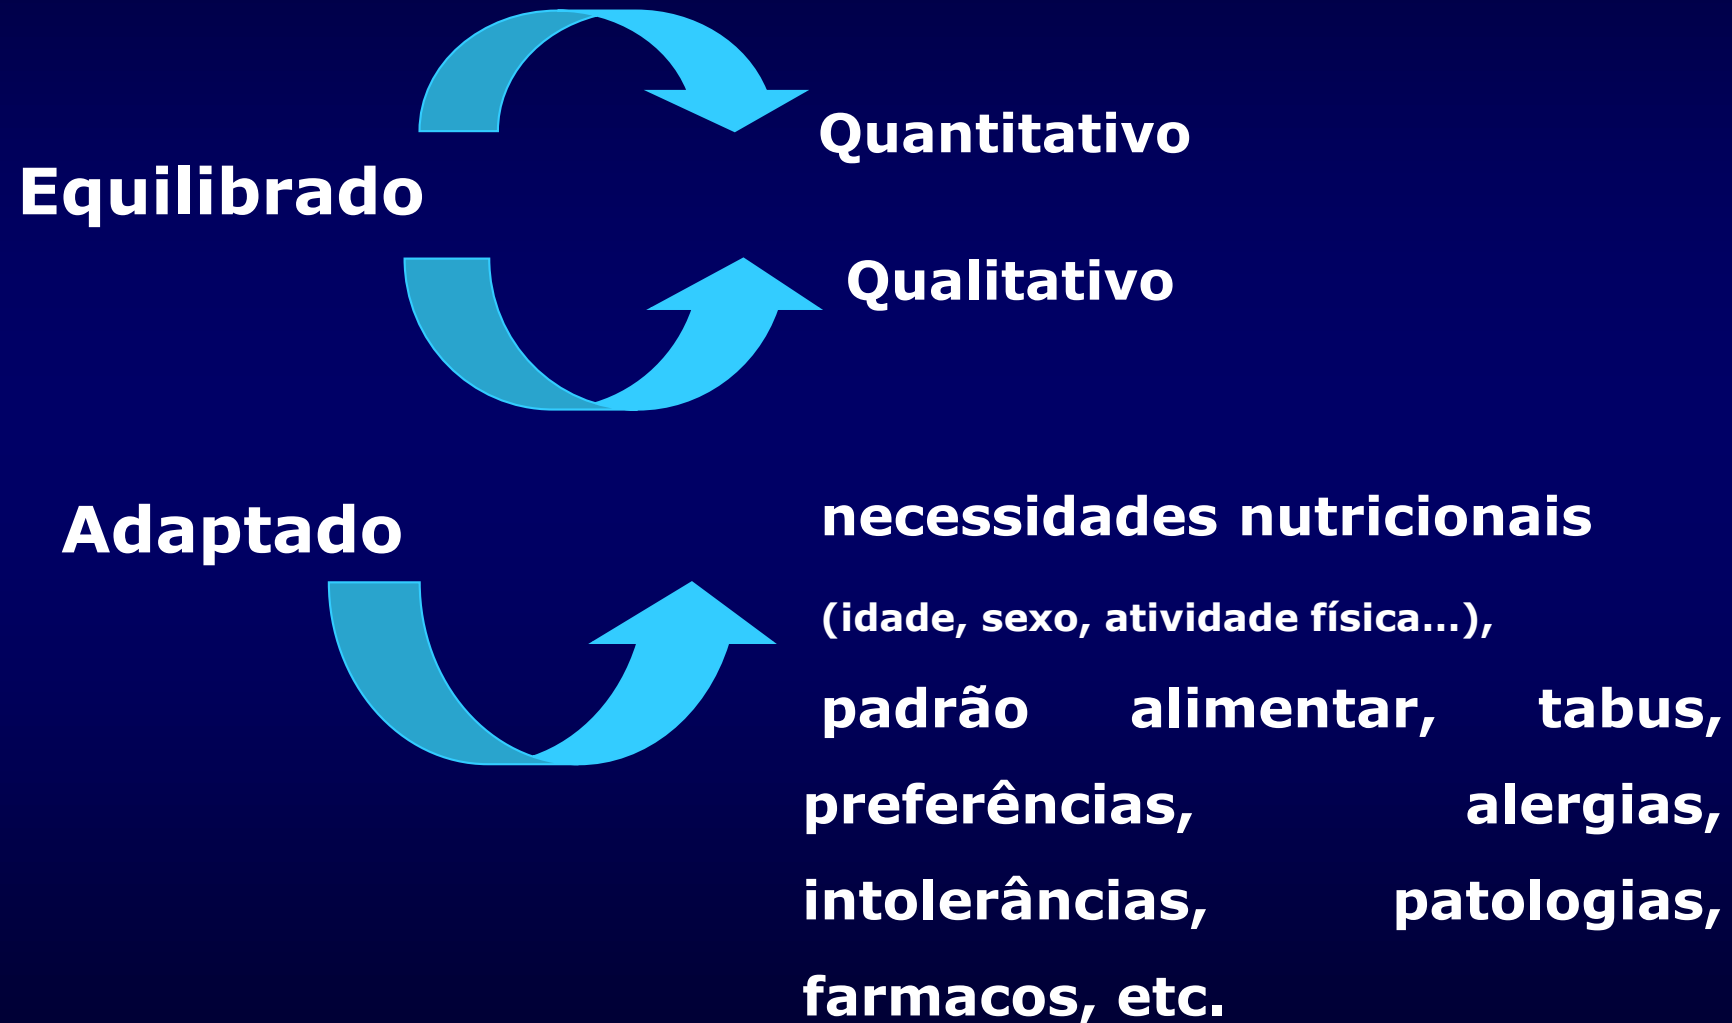 Quantitativo
Equilibrado
Qualitativo
Adaptado
necessidades nutricionais
(idade, sexo, atividade física...),
padrão alimentar, tabus,
preferências, alergias,
intolerâncias, patologias,
farmacos, etc.